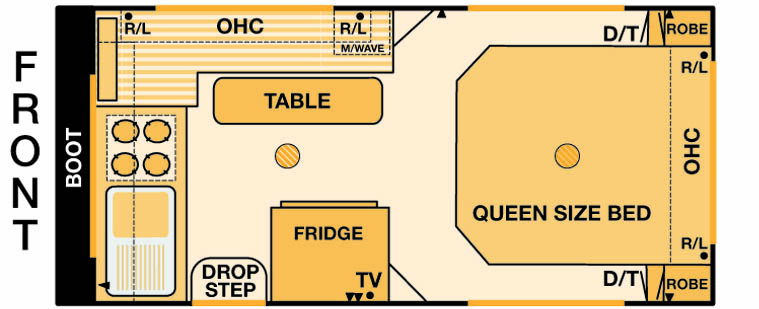 FRONT
BOOT
R/L
OHC
R/L
M/WAVE
D/T
ROBE
R/L
TABLE
OHC
QUEEN SIZE BED
FRIDGE
R/L
DROP
STEP
TV
D/T
ROBE